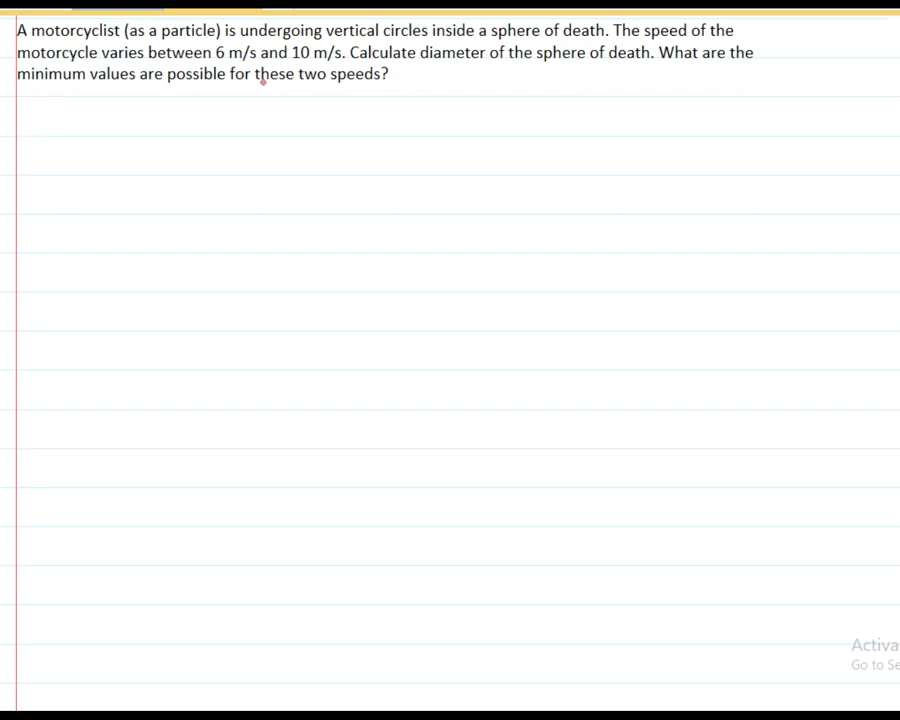 A motorcyclist (as a particle) is undergoing vertical circles inside a sphere of death. The speed of the
motorcycle varies between 6 m/s and 10 m/s. Calculate diameter of the sphere of death. What are the
minimum values are possible for these two speeds?
Activa
Go to Se